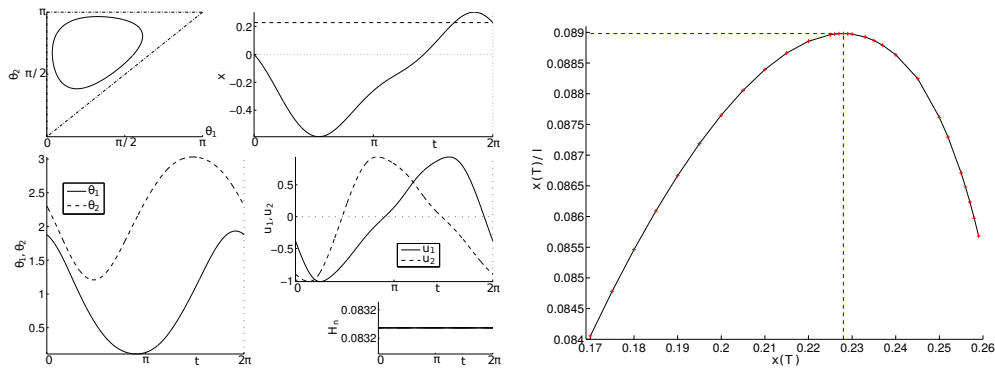 π
θ2
π/2
0
π/2
π
θ1
0.2
0
−0.2
−0.4
x
0
π
t
2π
3
2.5
2
1.5
1
0.5
θ1, θ2
θ1
θ2
0
π
t
2π
0.5
0
−0.5
−1
u1, u2
u1
u2
0
π
t
2π
Hn
0.0832
0.0832
0
π
t
2π
0.089
0.0885
0.088
0.0875
0.087
0.0865
0.086
0.0855
0.085
0.0845
0.084
x(T)/l
0.17
0.18
0.19
0.2
0.21
0.22
0.23
0.24
0.25
0.26
x(T)